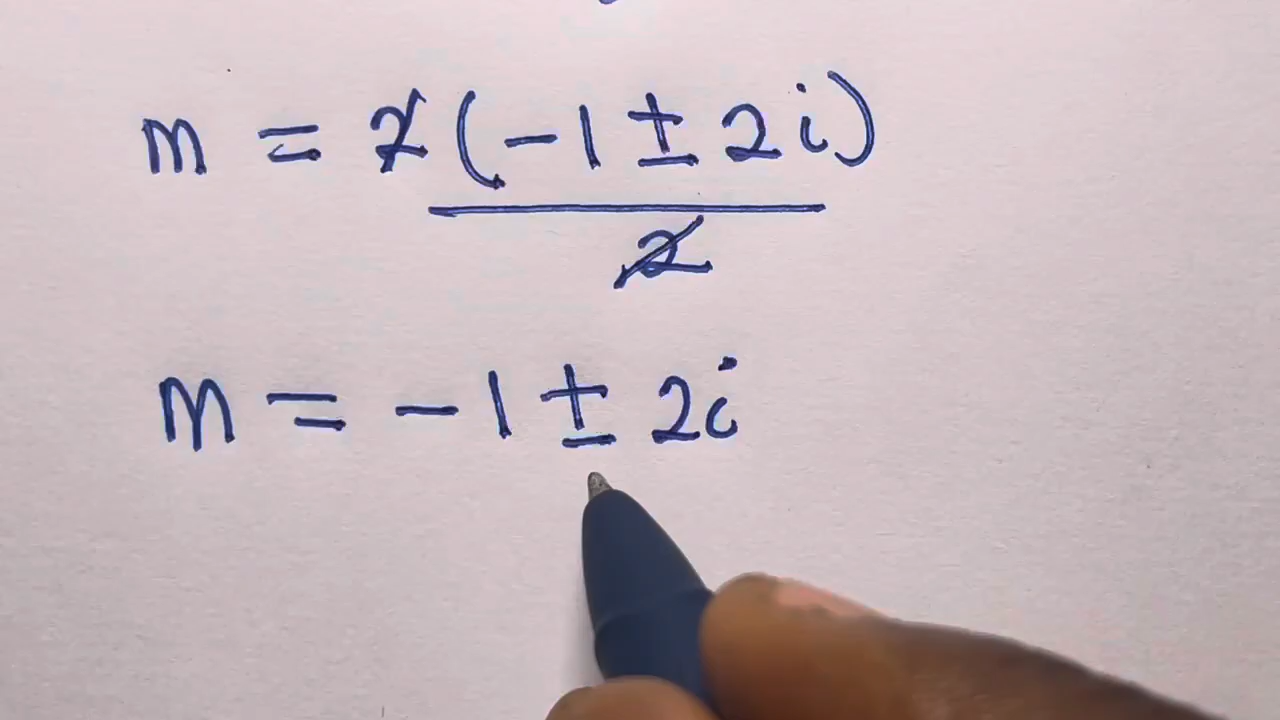 m = 2(-1 ± 2i)
2
m = -1 ± 2i